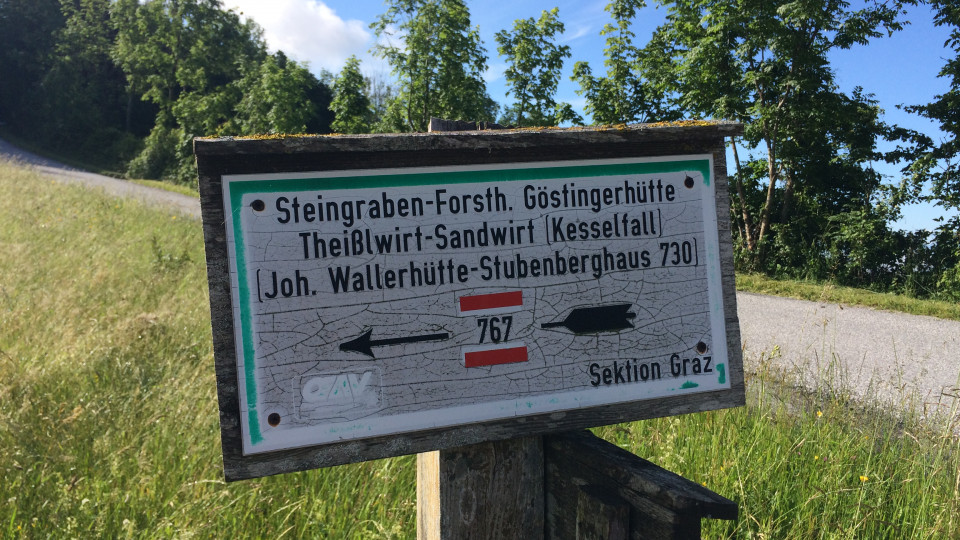 Steingraben-Forsth. Göstingerhütte
Theißlwirt-Sandwirt (Kesselfall)
(Joh. Wallerhütte-Stubenberghaus 730)
767
Sektion Graz